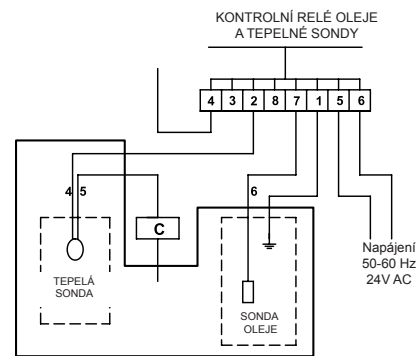 KONTROLNÍ RELÉ OLEJE
A TEPELNÉ SONDY
4 3 2 8 7 1 5 6
4 5
6
C
TEPELÁ
SONDA
SONDA
OLEJE
Napájení
50-60 Hz
24V AC